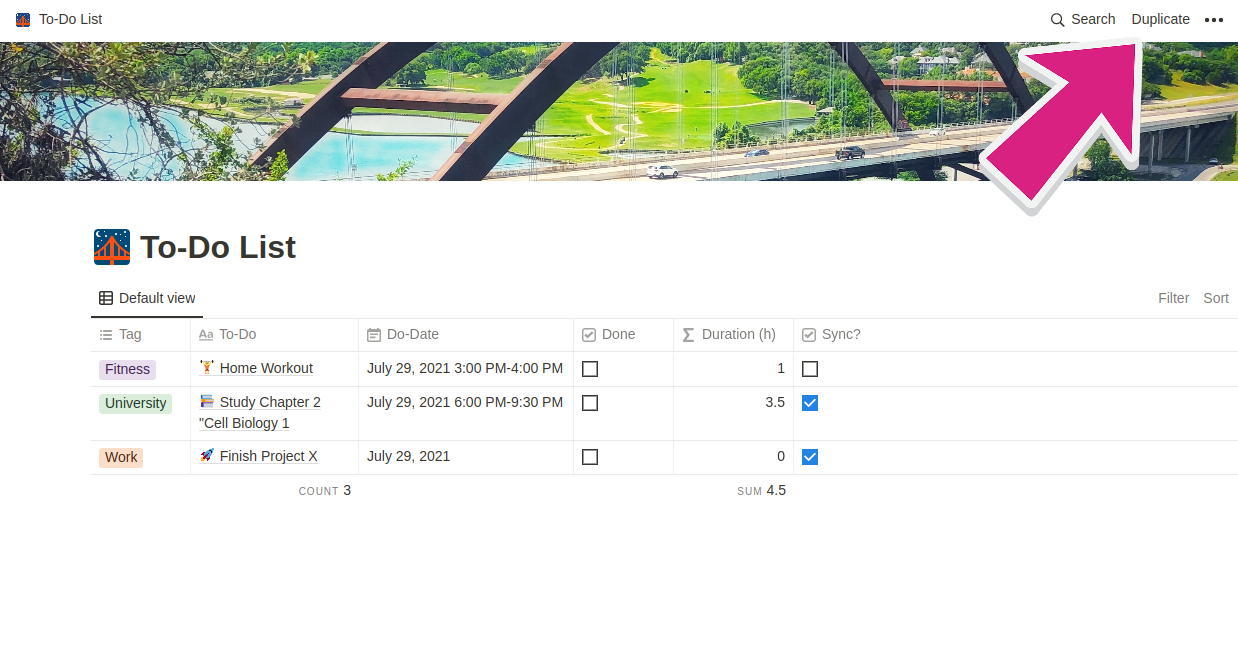 To-Do List
Search Duplicate
To-Do List
Default view
Filter Sort
Tag To-Do Do-Date Done Duration (h) Sync?
Fitness Home Workout July 29, 2021 3:00 PM-4:00 PM 1
University Study Chapter 2 July 29, 2021 6:00 PM-9:30 PM 3.5
"Cell Biology 1
Work Finish Project X July 29, 2021 0
COUNT 3 SUM 4.5